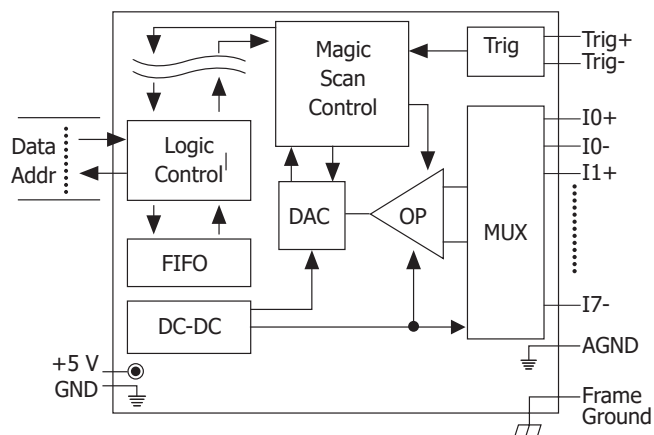 Magic
Scan
Control
Trig
Trig+
Trig-
Data
Addr
Logic
Control
I0+
I0-
I1+
DAC
OP
MUX
FIFO
DC-DC
I7-
AGND
+5 V
GND
Frame
Ground